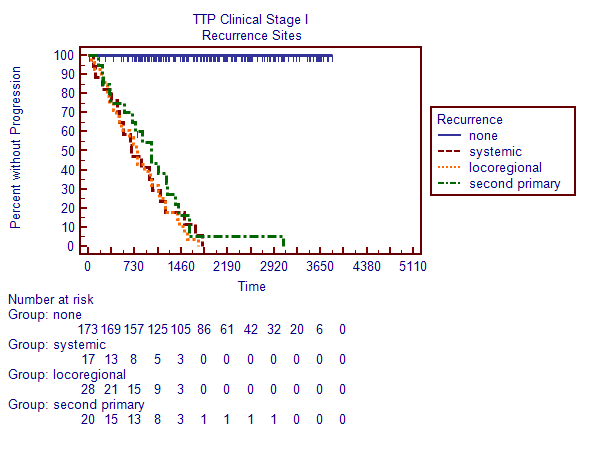 TTP Clinical Stage I
Recurrence Sites
Percent without Progression
100
90
80
70
60
50
40
30
20
10
0
0 730 1460 2190 2920 3650 4380 5110
Time
Recurrence
none
systemic
locoregional
second primary
Number at risk
Group: none
173 169 157 125 105 86 61 42 32 20 6 0
Group: systemic
17 13 8 5 3 0 0 0 0 0 0 0
Group: locoregional
28 21 15 9 3 0 0 0 0 0 0 0
Group: second primary
20 15 13 8 3 1 1 1 1 0 0 0